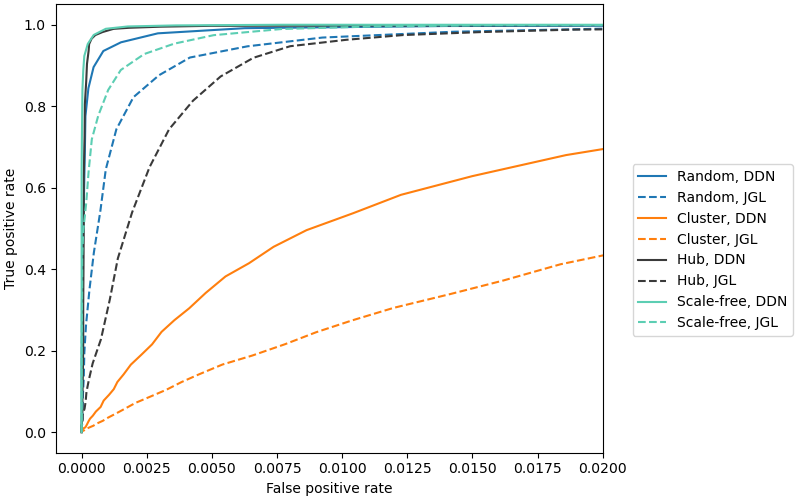 1.0
0.8
0.6
0.4
0.2
0.0
True positive rate
0.0000 0.0025 0.0050 0.0075 0.0100 0.0125 0.0150 0.0175 0.0200
False positive rate
Random, DDN
Random, JGL
Cluster, DDN
Cluster, JGL
Hub, DDN
Hub, JGL
Scale-free, DDN
Scale-free, JGL